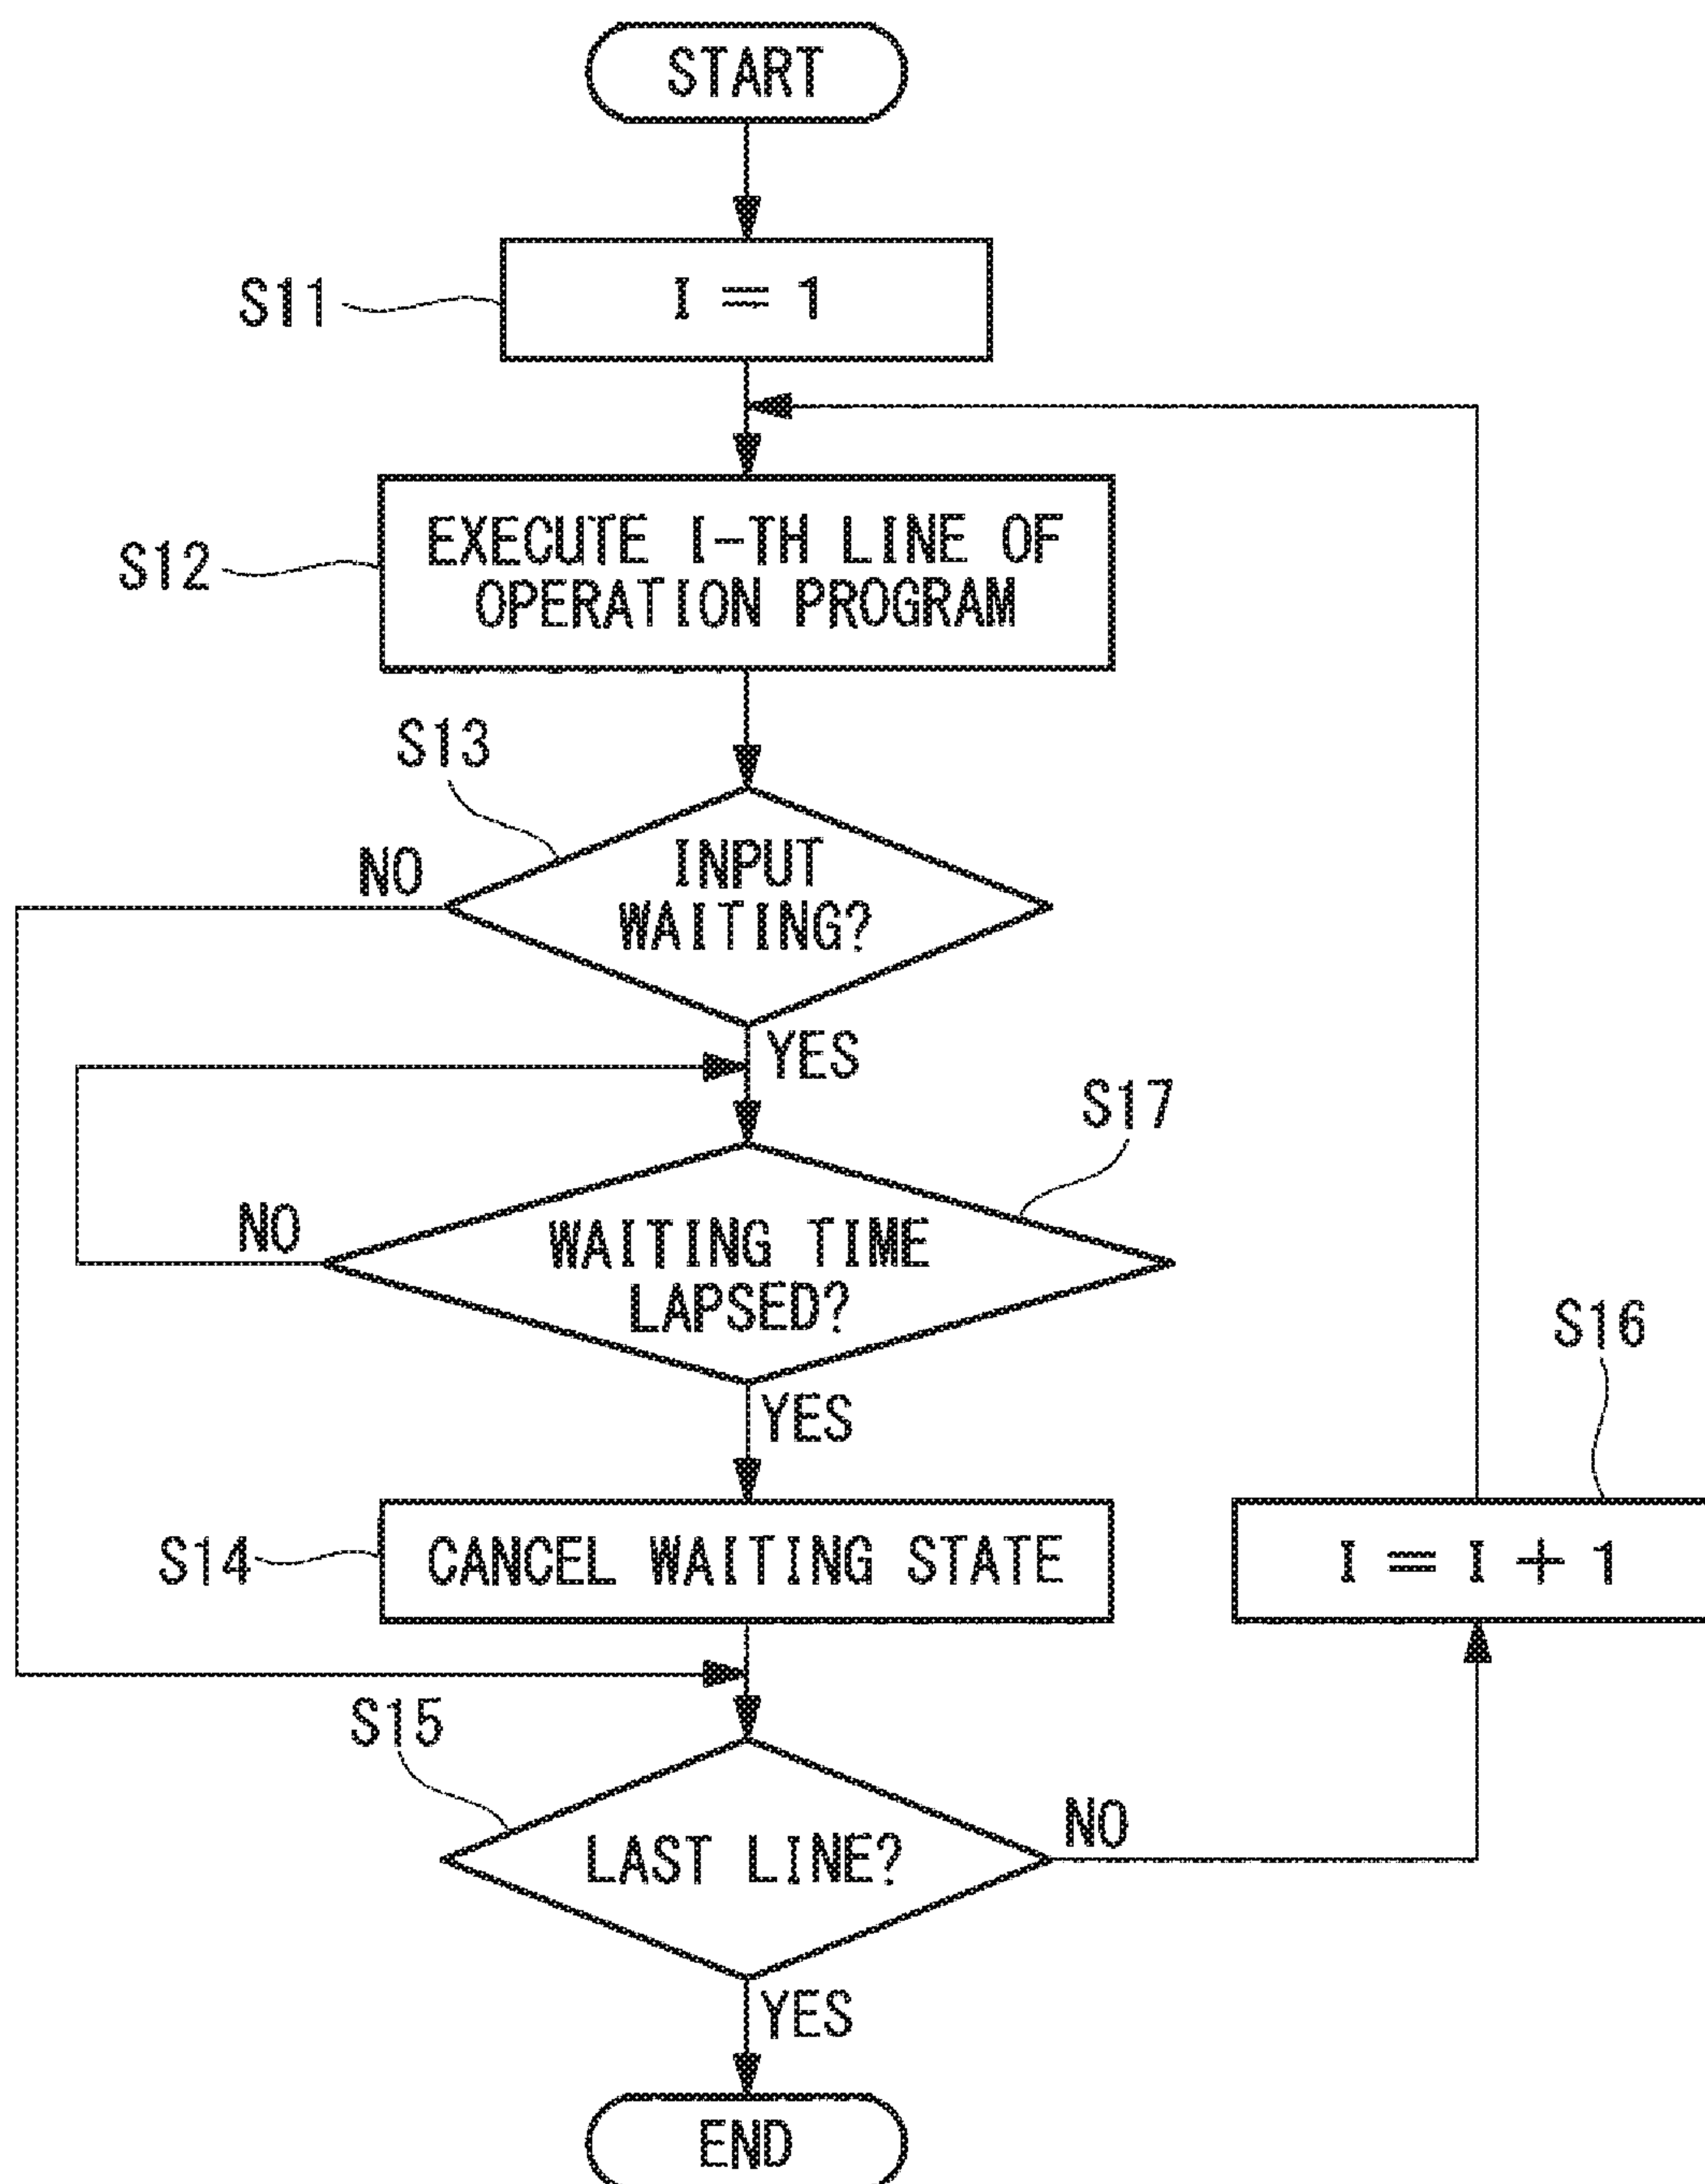 START
S11
I = 1
S12
EXECUTE I-TH LINE OF
OPERATION PROGRAM
S13
NO
INPUT
WAITING?
YES
S17
NO
WAITING TIME
LAPSED?
YES
S16
S14
CANCEL WAITING STATE
I = I + 1
S15
LAST LINE?
NO
YES
END